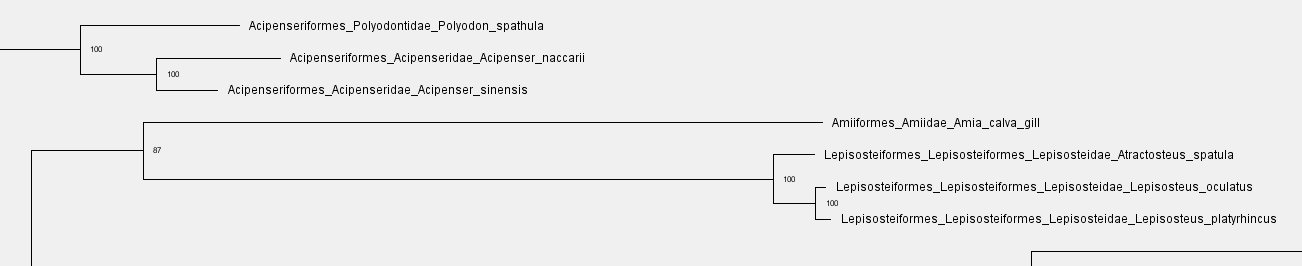 Acipenseriformes_Polyodontidae_Polyodon_spathula
100
Acipenseriformes_Acipenseridae_Acipenser_naccarii
100
Acipenseriformes_Acipenseridae_Acipenser_sinensis
Amiiformes_Amiidae_Amia_calva_gill
87
Lepisosteiformes_Lepisosteiformes_Lepisosteidae_Atractosteus_spatula
100
Lepisosteiformes_Lepisosteiformes_Lepisosteidae_Lepisosteus_oculatus
100
Lepisosteiformes_Lepisosteiformes_Lepisosteidae_Lepisosteus_platyrhincus